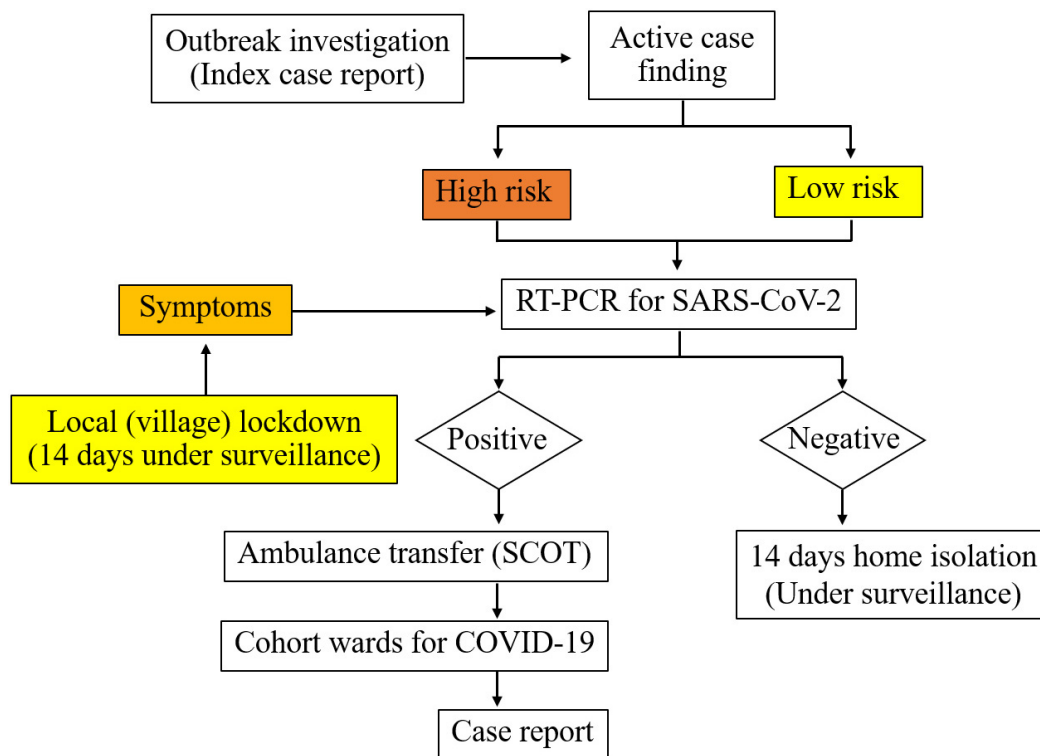 Outbreak investigation
(Index case report)
Active case
finding
High risk
Low risk
Symptoms
RT-PCR for SARS-CoV-2
Local (village) lockdown
(14 days under surveillance)
Positive
Negative
Ambulance transfer (SCOT)
14 days home isolation
(Under surveillance)
Cohort wards for COVID-19
Case report